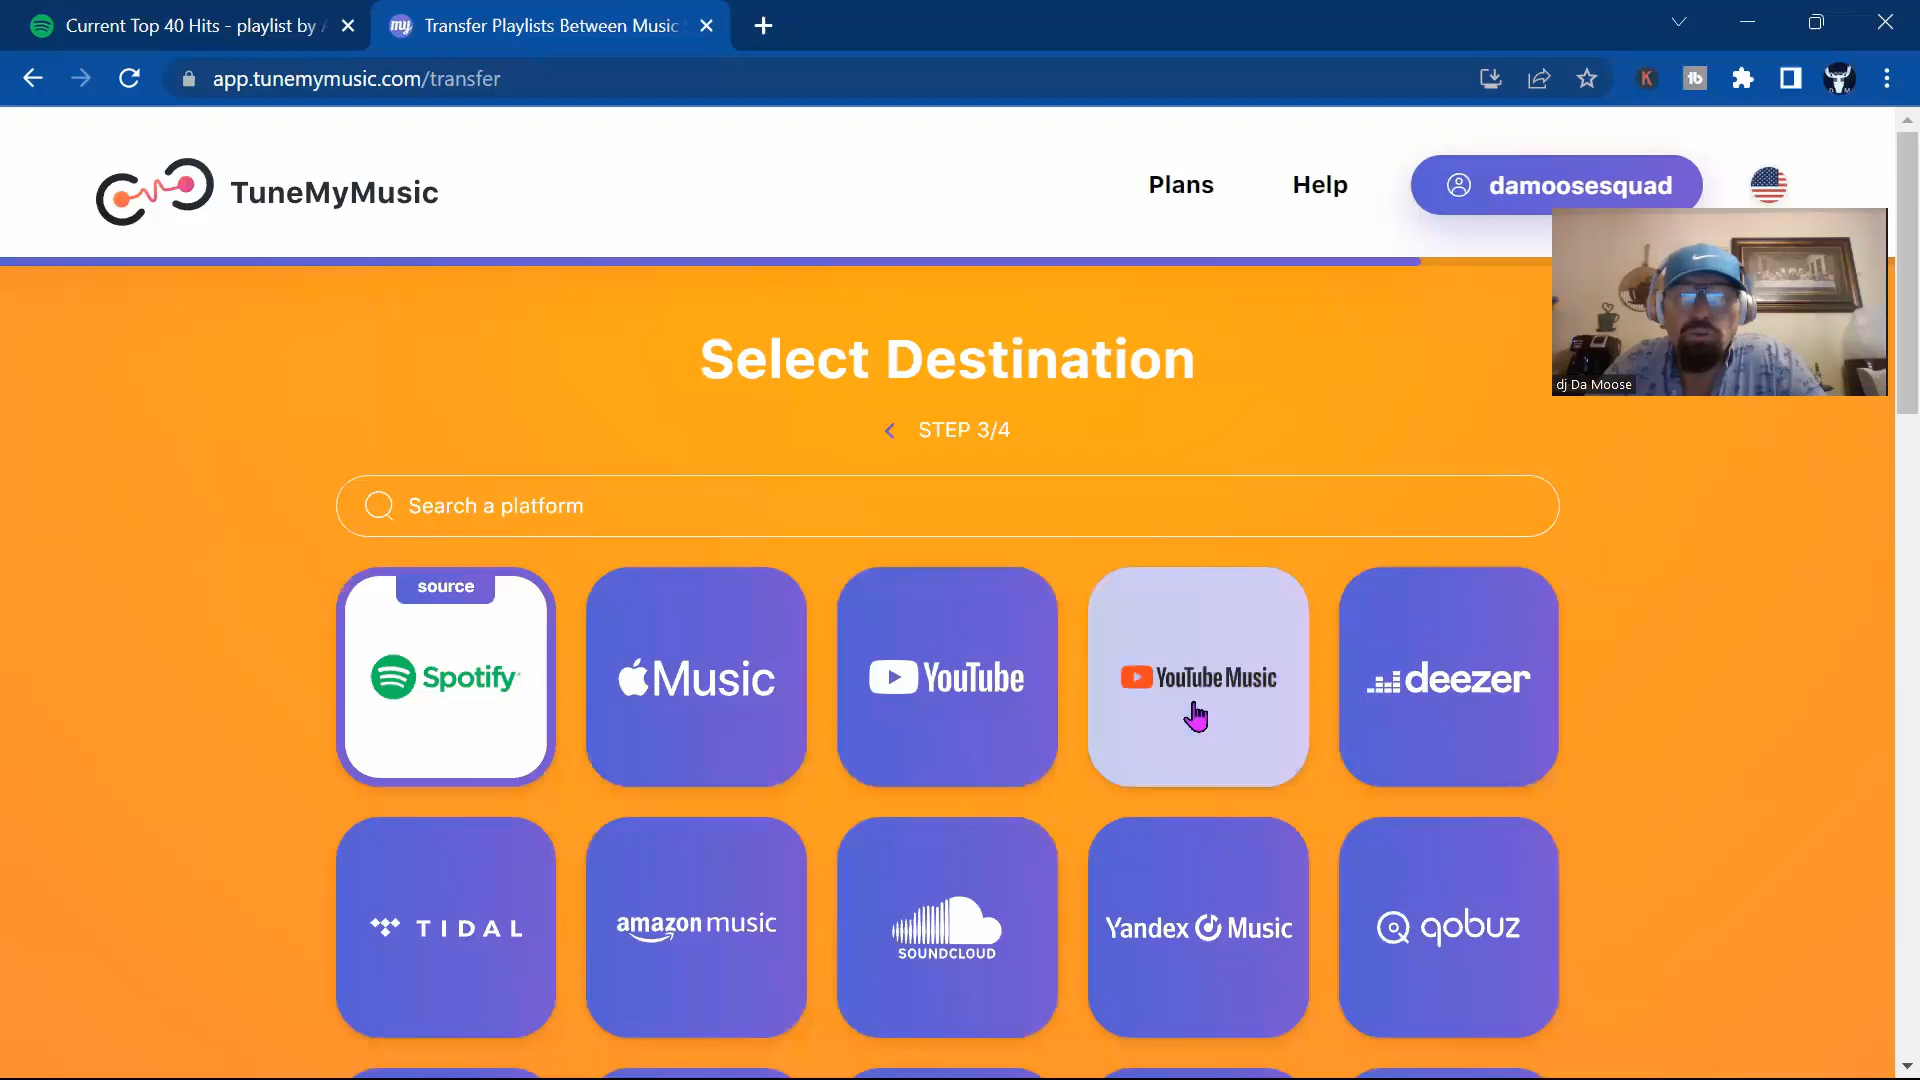 Current Top 40 Hits - playlist by
Transfer Playlists Between Music
app.tunemymusic.com/transfer
TuneMyMusic
Plans
Help
damoosesquad
dj Da Moose
Select Destination
STEP 3/4
Search a platform
source
Spotify
Music
YouTube
YouTube Music
deezer
TIDAL
amazon music
SOUNDCLOUD
Yandex Music
qobuz